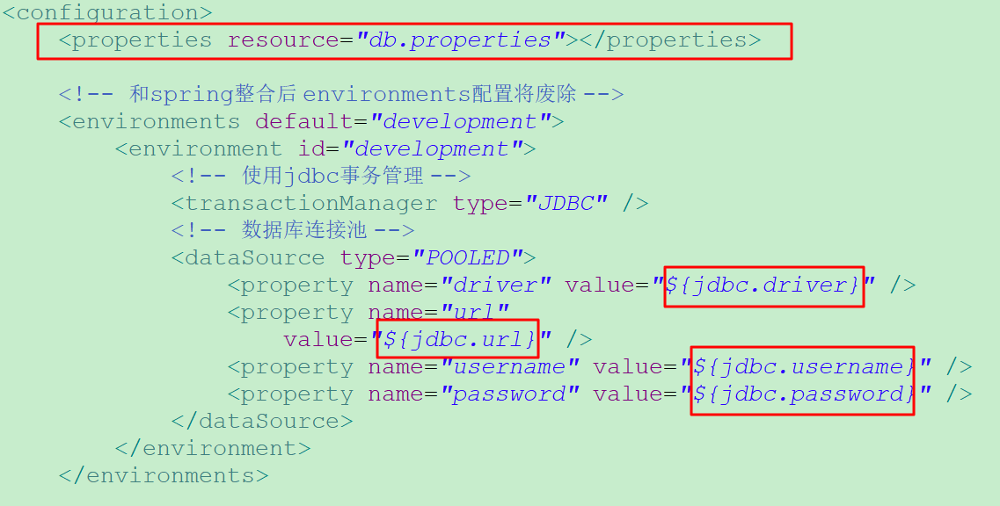 <configuration>
<properties resource="db.properties"></properties>
<!-- 和spring整合后 environments配置将废除 -->
<environments default="development">
<environment id="development">
<!-- 使用jdbc事务管理 -->
<transactionManager type="JDBC" />
<!-- 数据库连接池 -->
<dataSource type="POOLED">
<property name="driver" value="${jdbc.driver}" />
<property name="url"
value="${jdbc.url}" />
<property name="username" value="${jdbc.username}" />
<property name="password" value="${jdbc.password}" />
</dataSource>
</environment>
</environments>